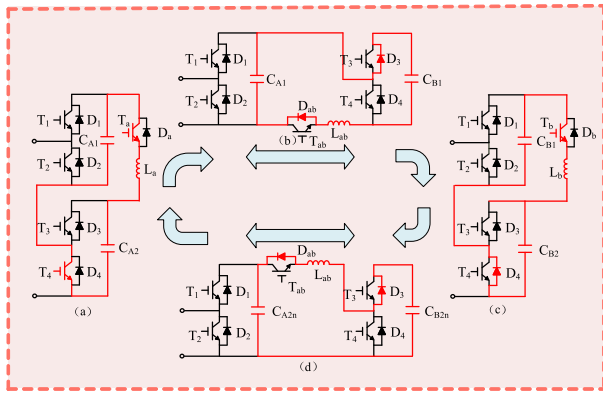 T1 D1 CA1 T3 D3 CB1
T2 D2 T4 D4
Dab
(b) Tab Lab
T1 D1 CA1 Ta Da
T2 D2 La
T3 D3 CA2
T4 D4
(a)
T1 D1 CB1 Tb Db
T2 D2 Lb
T3 D3 CB2
T4 D4
(c)
Dab
Tab Lab
T1 D1 CA2n T3 D3 CB2n
T2 D2 T4 D4
(d)